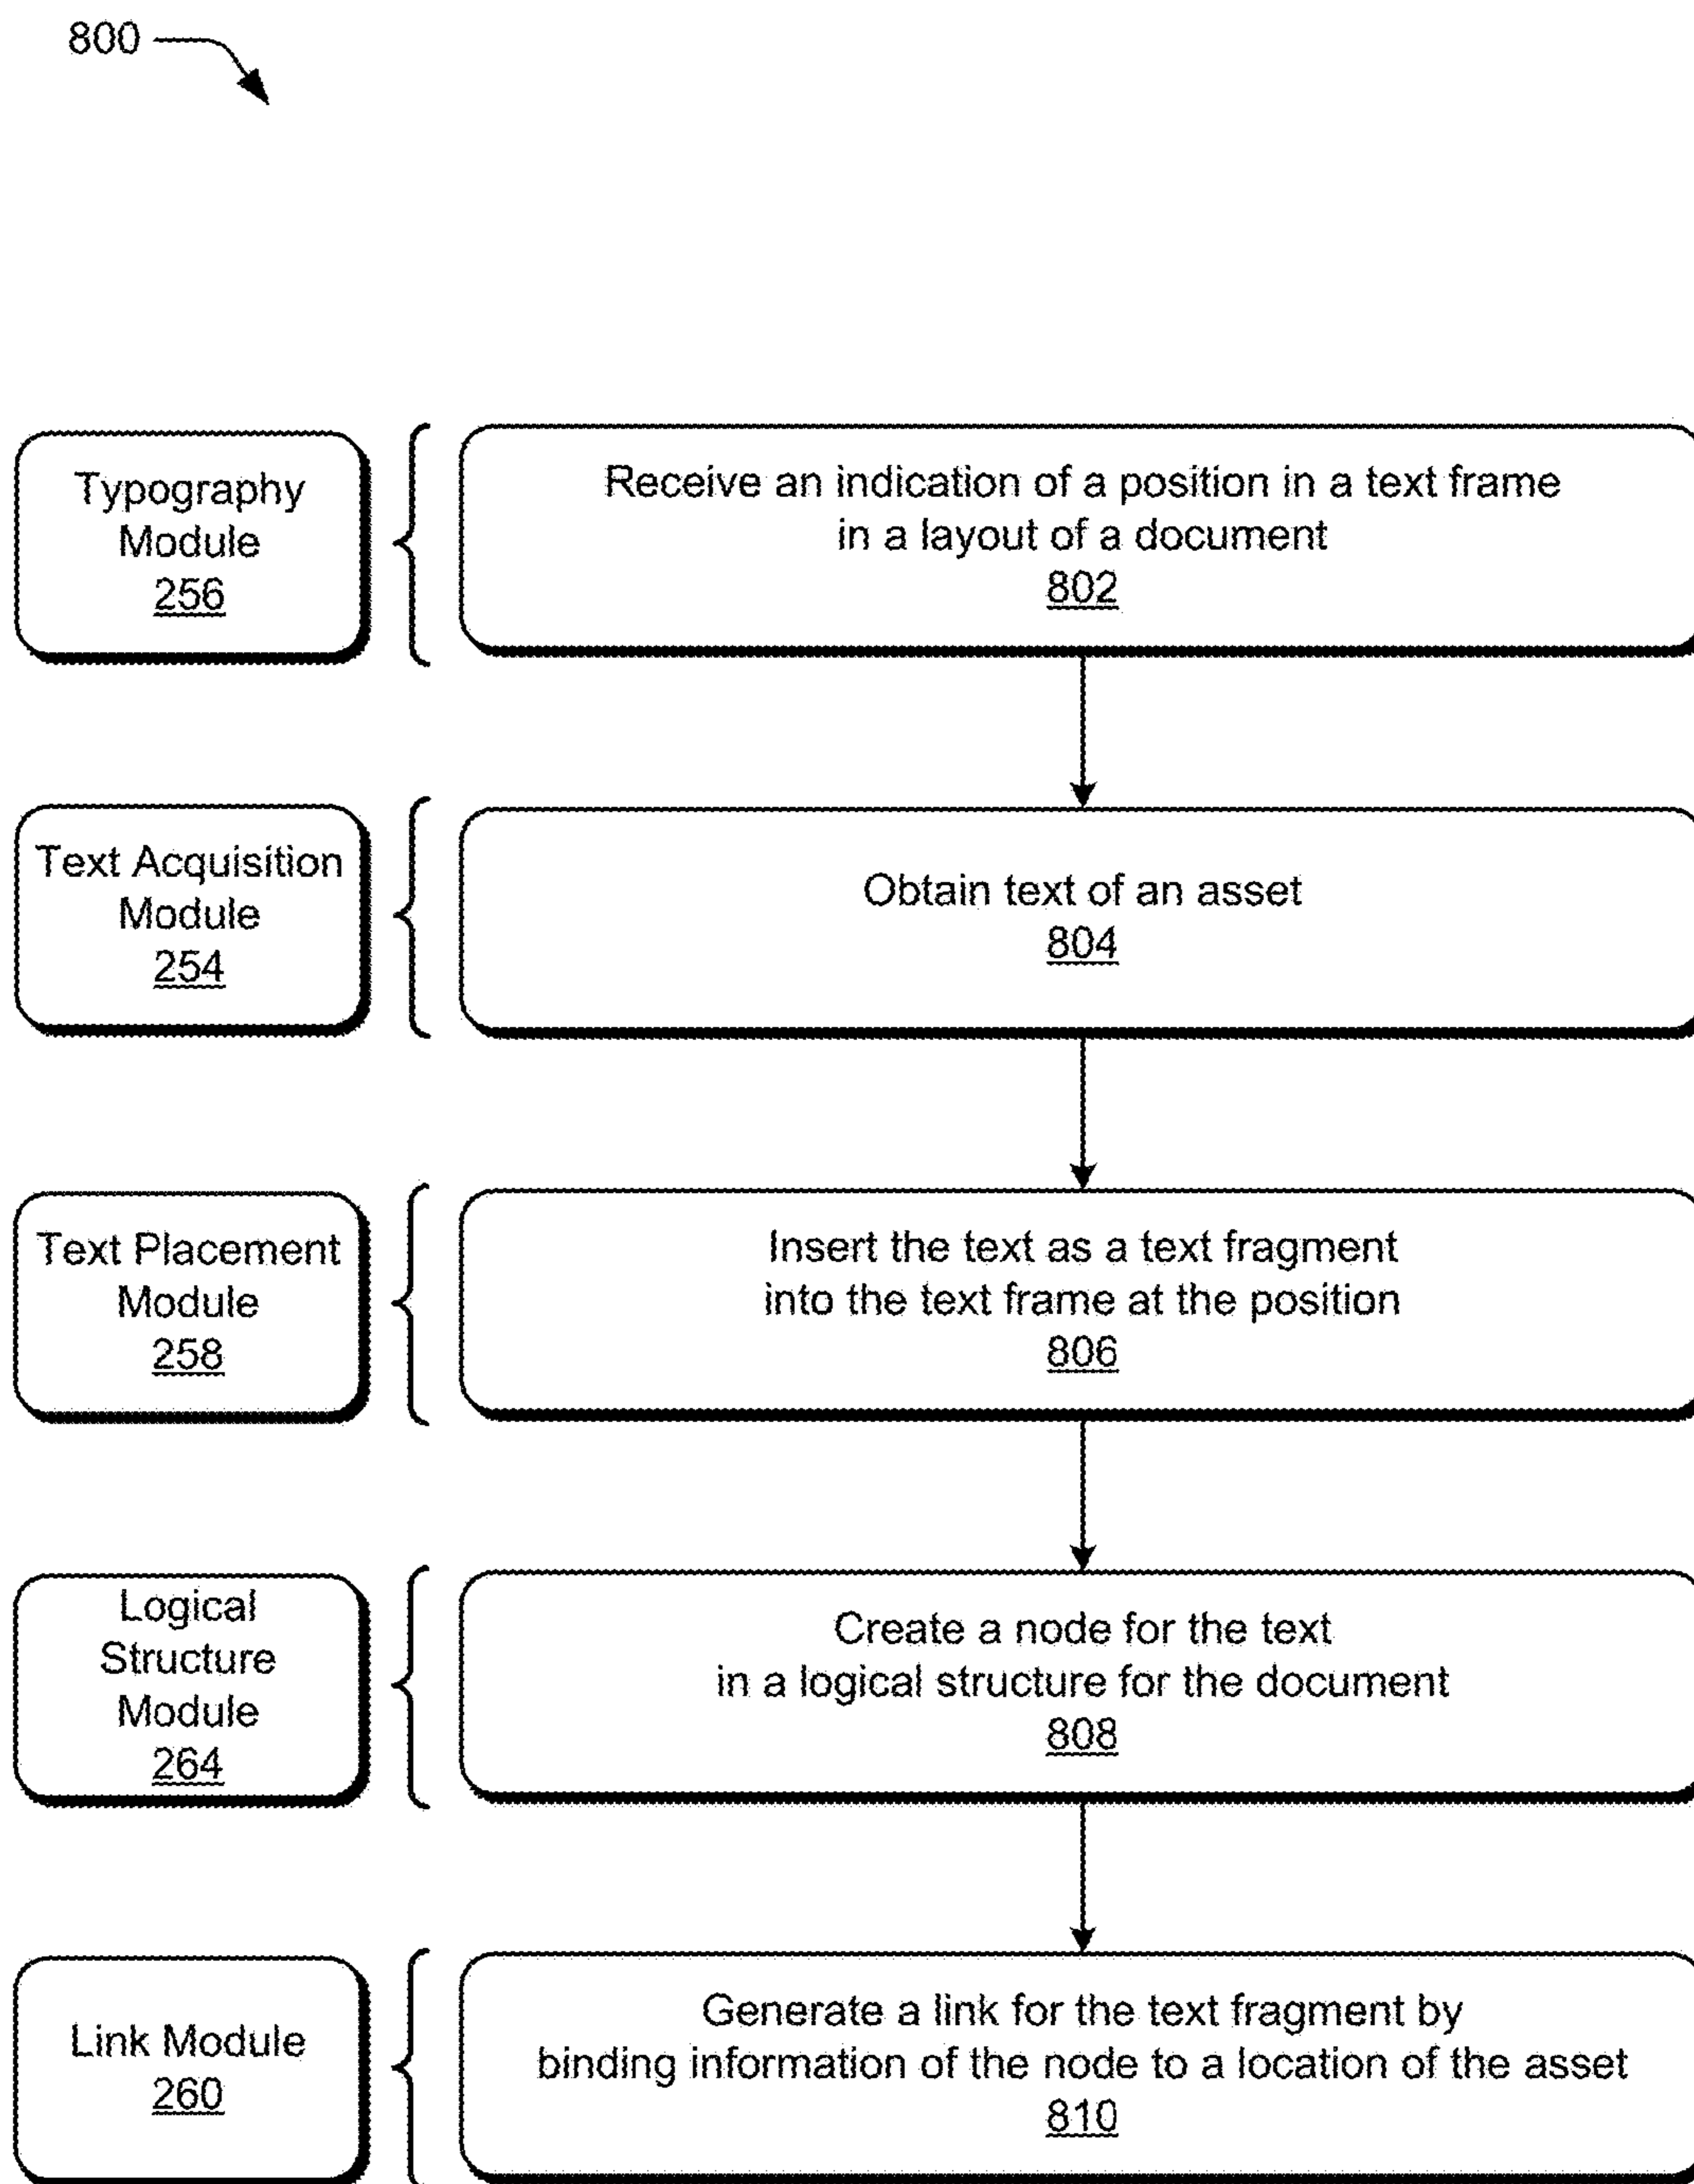 800
Typography
Module
256
Receive an indication of a position in a text frame
in a layout of a document
802
Text Acquisition
Module
254
Obtain text of an asset
804
Text Placement
Module
258
Insert the text as a text fragment
into the text frame at the position
806
Logical
Structure
Module
264
Create a node for the text
in a logical structure for the document
808
Link Module
260
Generate a link for the text fragment by
binding information of the node to a location of the asset
810